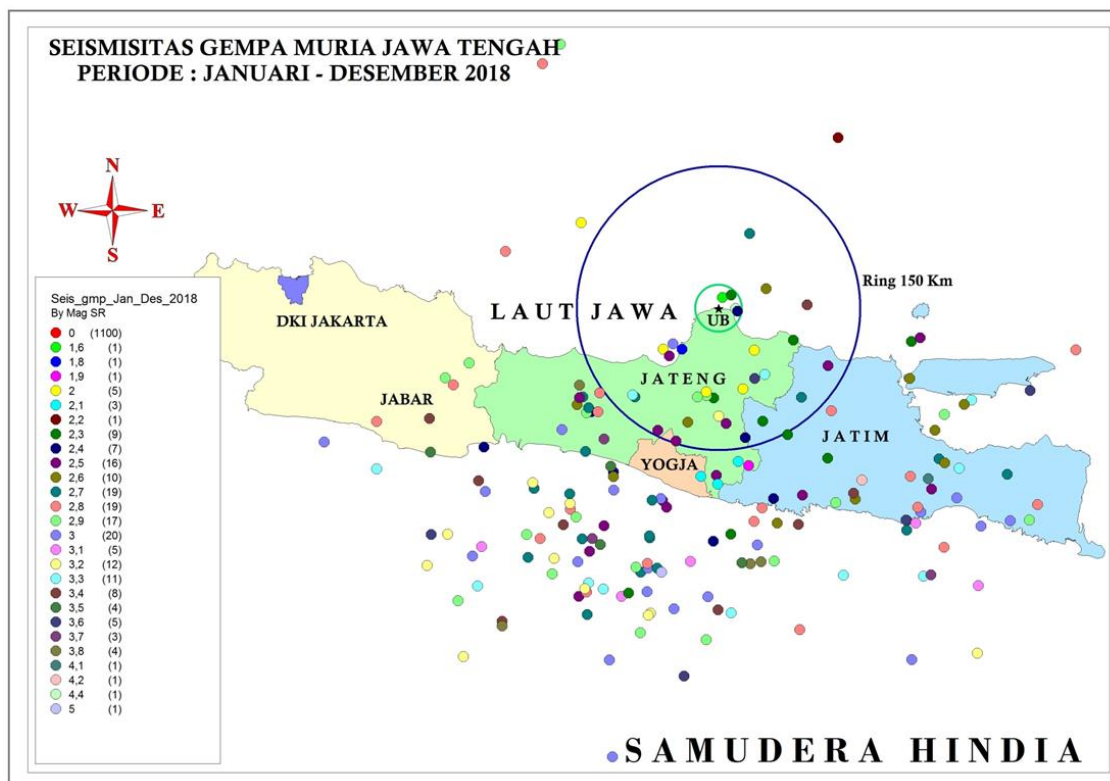 SEISMISITAS GEMPA MURIA JAWA TENGAH
PERIODE : JANUARI - DESEMBER 2018
N
W E
S
Ring 150 Km
Seis_gmp_Jan_Des_2018
By Mag SR
0 (1100)
1,6 (1)
1,8 (1)
1,9 (1)
2 (5)
2,1 (3)
2,2 (1)
2,3 (9)
2,4 (7)
2,5 (16)
2,6 (10)
2,7 (19)
2,8 (19)
2,9 (17)
3 (20)
3,1 (5)
3,2 (12)
3,3 (11)
3,4 (8)
3,5 (4)
3,6 (5)
3,7 (3)
3,8 (4)
4,1 (1)
4,2 (1)
4,4 (1)
5 (1)
DKI JAKARTA
LAUT JAWA
UB
JATENG
JABAR
JATIM
YOGJA
SAMUDERA HINDIA